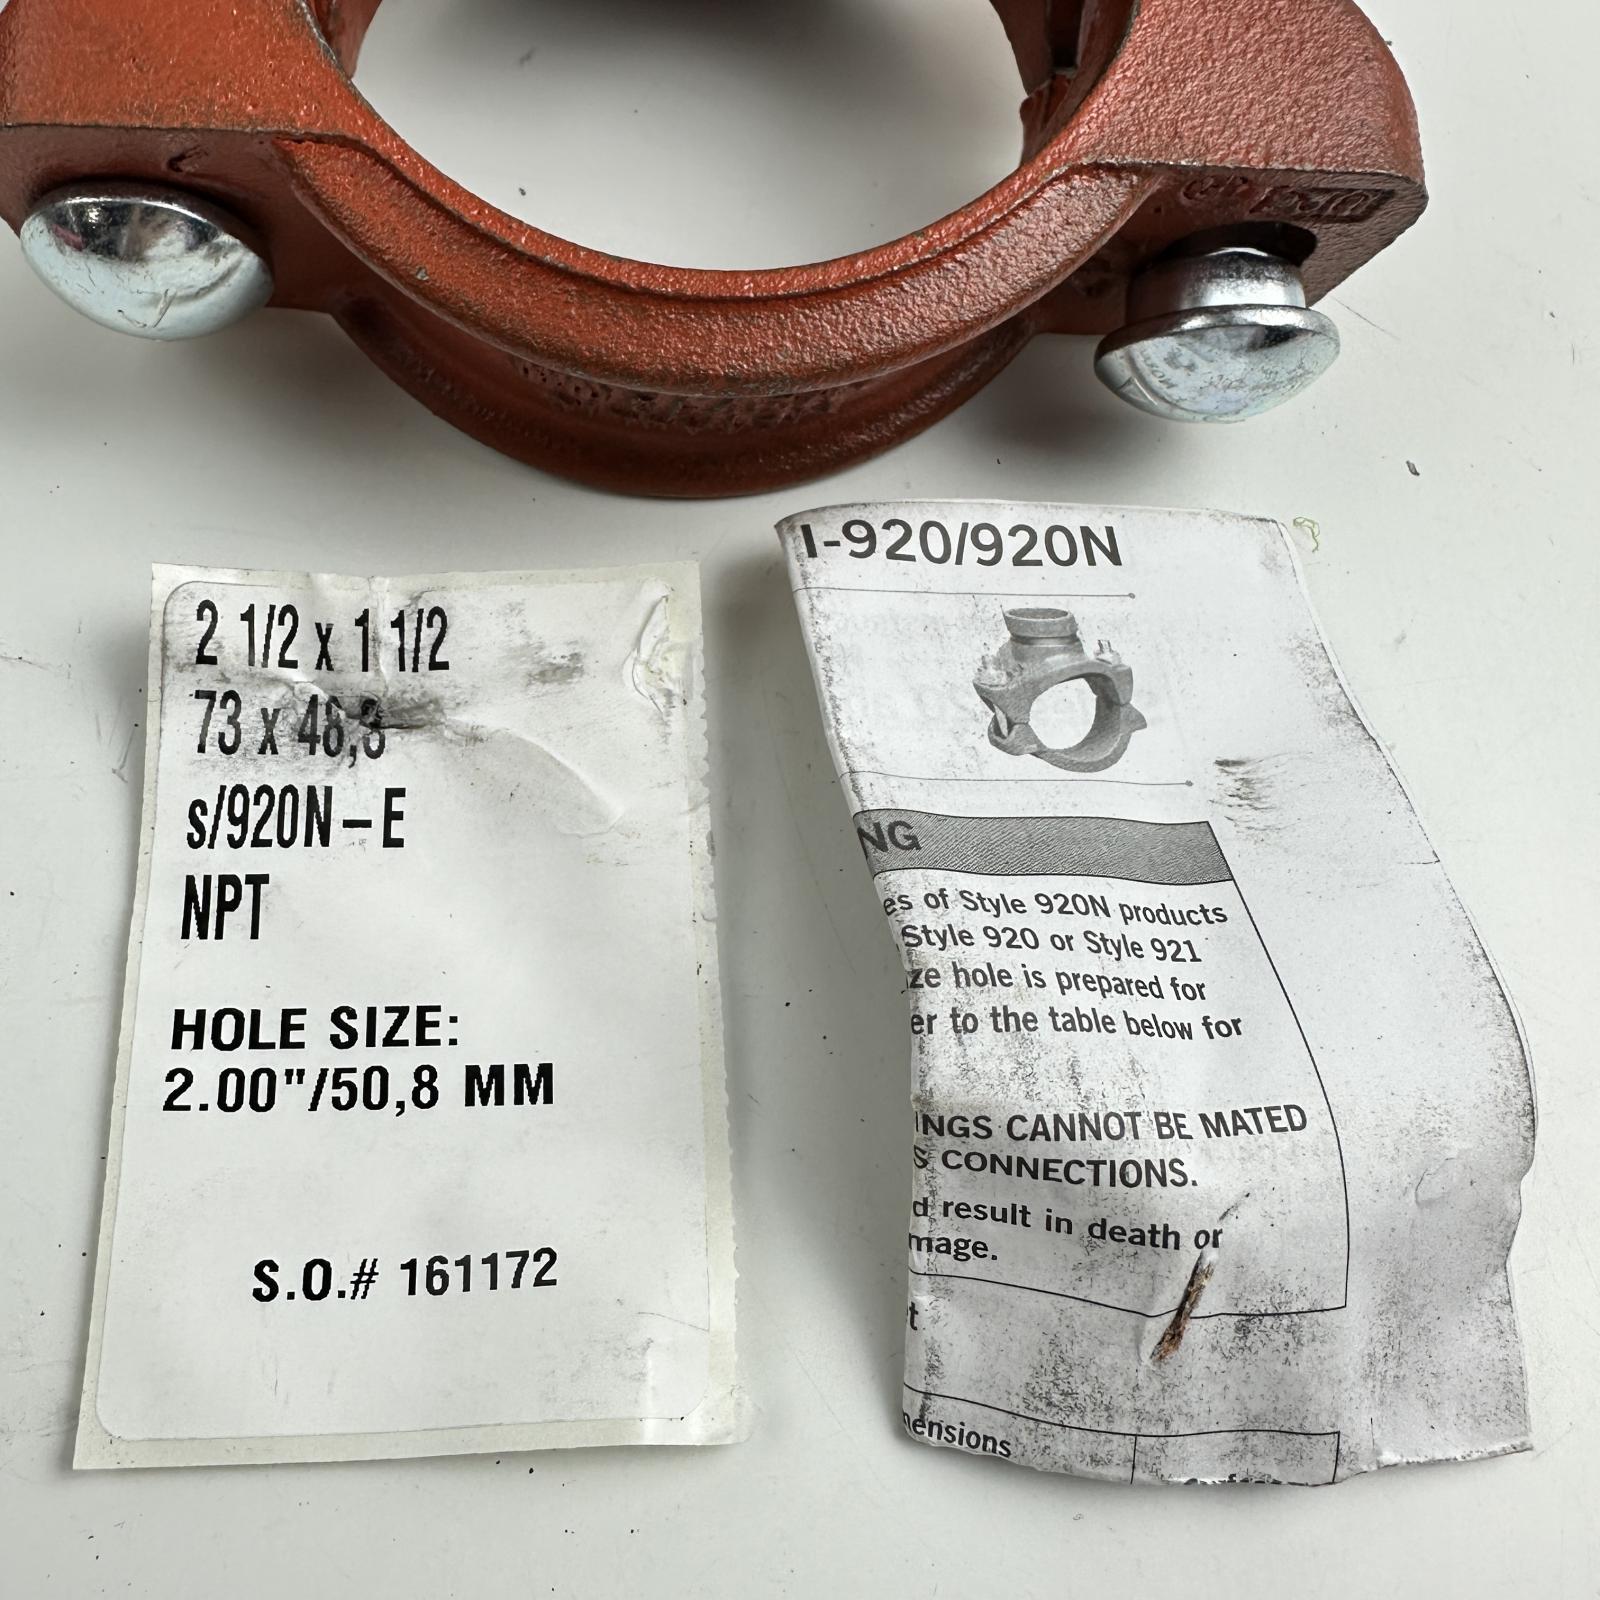 2 1/2 x 1 1/2
73 x 48,3
s/920N-E
NPT
HOLE SIZE:
2.00"/50,8 MM
S.O.# 161172
I-920/920N
NG
es of Style 920N products
Style 920 or Style 921
ze hole is prepared for
er to the table below for
INGS CANNOT BE MATED
S CONNECTIONS.
d result in death or
mage.
t
ensions